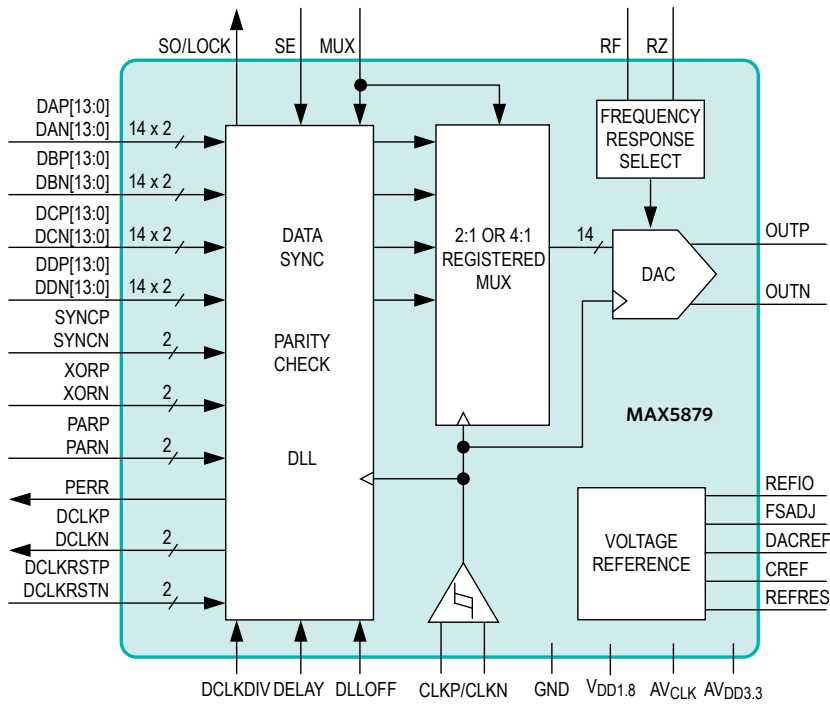 SO/LOCK
SE
MUX
RF
RZ
DAP[13:0]
DAN[13:0]
14 x 2
DBP[13:0]
DBN[13:0]
14 x 2
DCP[13:0]
DCN[13:0]
14 x 2
DDP[13:0]
DDN[13:0]
14 x 2
SYNCP
SYNCN
2
XORP
XORN
2
PARP
PARN
2
PERR
DCLKP
DCLKN
2
DCLKRSTP
DCLKRSTN
2
DATA
SYNC
PARITY
CHECK
DLL
2:1 OR 4:1
REGISTERED
MUX
14
FREQUENCY
RESPONSE
SELECT
DAC
OUTP
OUTN
MAX5879
VOLTAGE
REFERENCE
REFIO
FSADJ
DACREF
CREF
REFRES
DCLKDIV
DELAY
DLLOFF
CLKP/CLKN
GND
VDD1.8
AVCLK
AVDD3.3